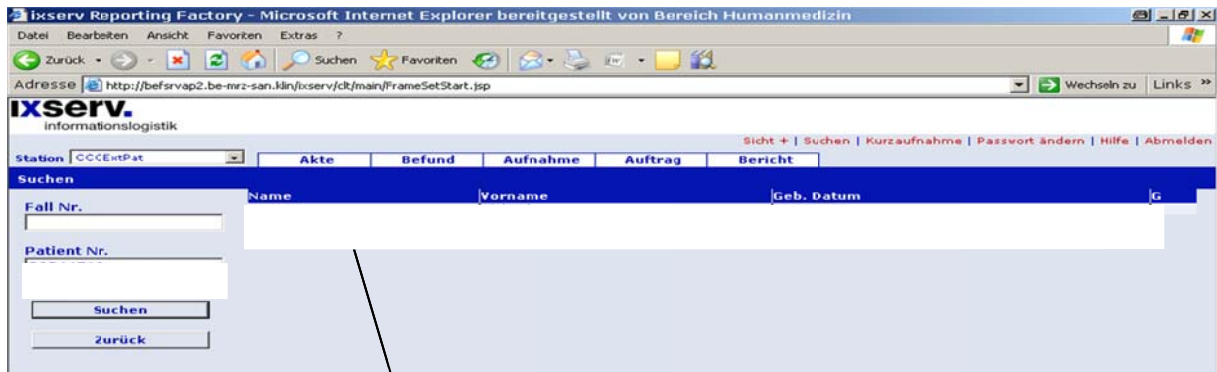 ixserv Reporting Factory - Microsoft Internet Explorer bereitgestellt von Bereich Humanmedizin
Datei Bearbeiten Ansicht Favoriten Extras ?
Zurück Suchen Favoriten
Adresse http://befsrvap2.be-mrz-san.klin/ixserv/clt/main/FrameSetStart.jsp Wechseln zu Links »
ixserv.
informationslogistik
Sicht + | Suchen | Kurzaufnahme | Passwort ändern | Hilfe | Abmelden
Station CCCExtPat Akte Befund Aufnahme Auftrag Bericht
Suchen
Name Vorname Geb. Datum G
Fall Nr.
Patient Nr.
Suchen
Zurück